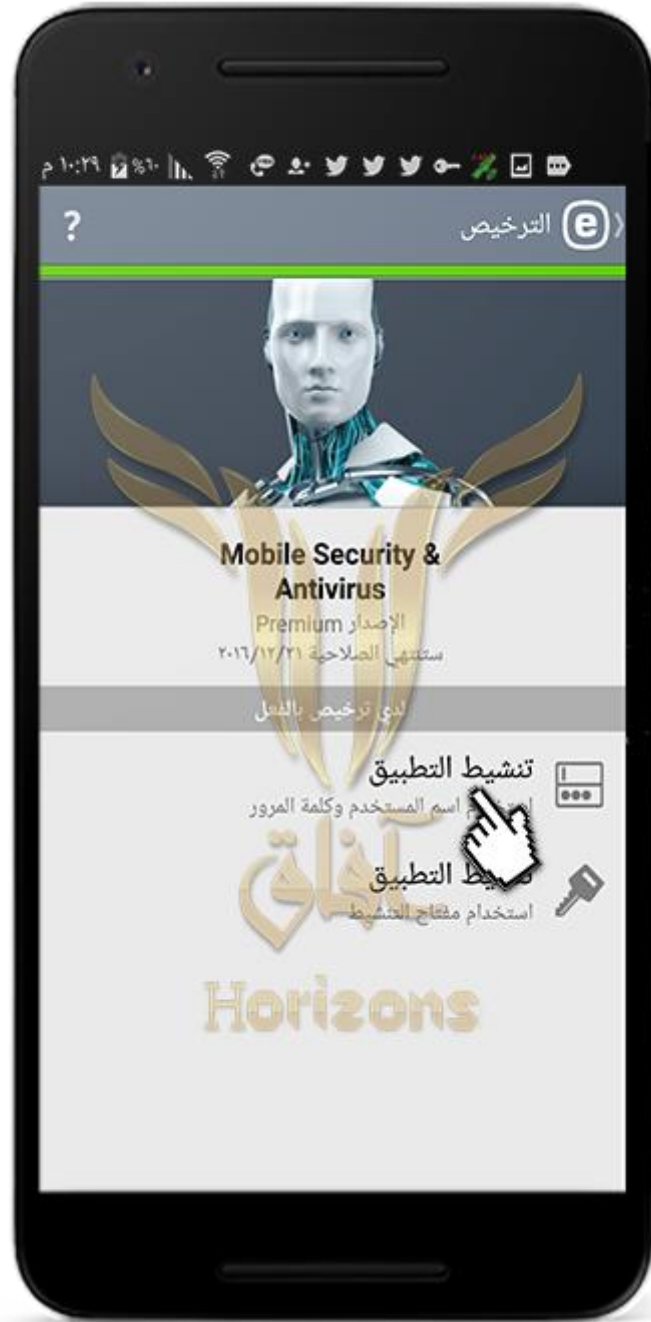 ١٠:٢٩ م
٦٠%
الترخيص
?
Mobile Security &
Antivirus
الإصدار Premium
ستنتهي الصلاحية ٢٠١٦/١٢/٢١
لدي ترخيص بالفعل
تنشيط التطبيق
اسم المستخدم وكلمة المرور
تنشيط التطبيق
استخدام مفتاح التنشيط
آفاق
Horizons